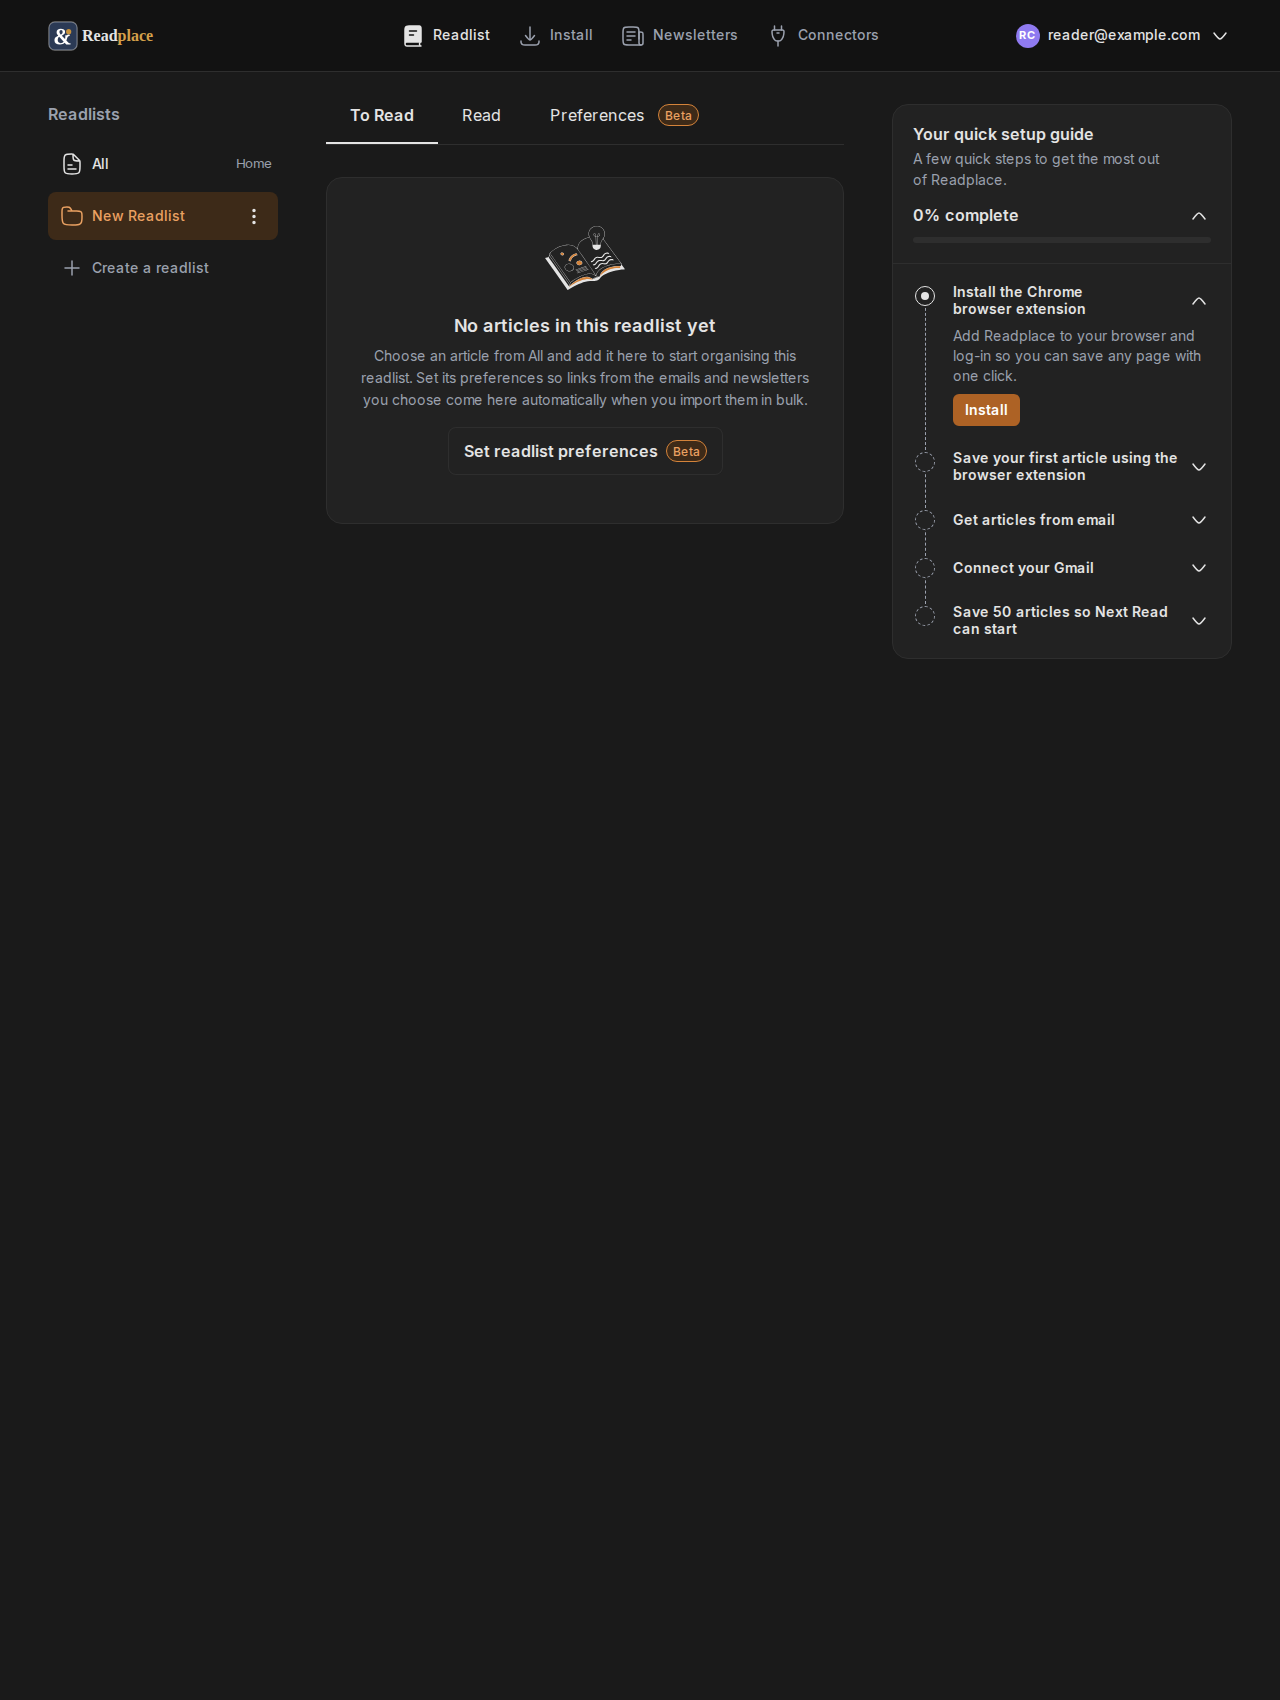 & Readplace
Readlist
Install
Newsletters
Connectors
RC
reader@example.com
Readlists
All
Home
New Readlist
Create a readlist
To Read
Read
Preferences
Beta
No articles in this readlist yet
Choose an article from All and add it here to start organising this
readlist. Set its preferences so links from the emails and newsletters
you choose come here automatically when you import them in bulk.
Set readlist preferences
Beta
Your quick setup guide
A few quick steps to get the most out
of Readplace.
0% complete
Install the Chrome
browser extension
Add Readplace to your browser and
log-in so you can save any page with
one click.
Install
Save your first article using the
browser extension
Get articles from email
Connect your Gmail
Save 50 articles so Next Read
can start